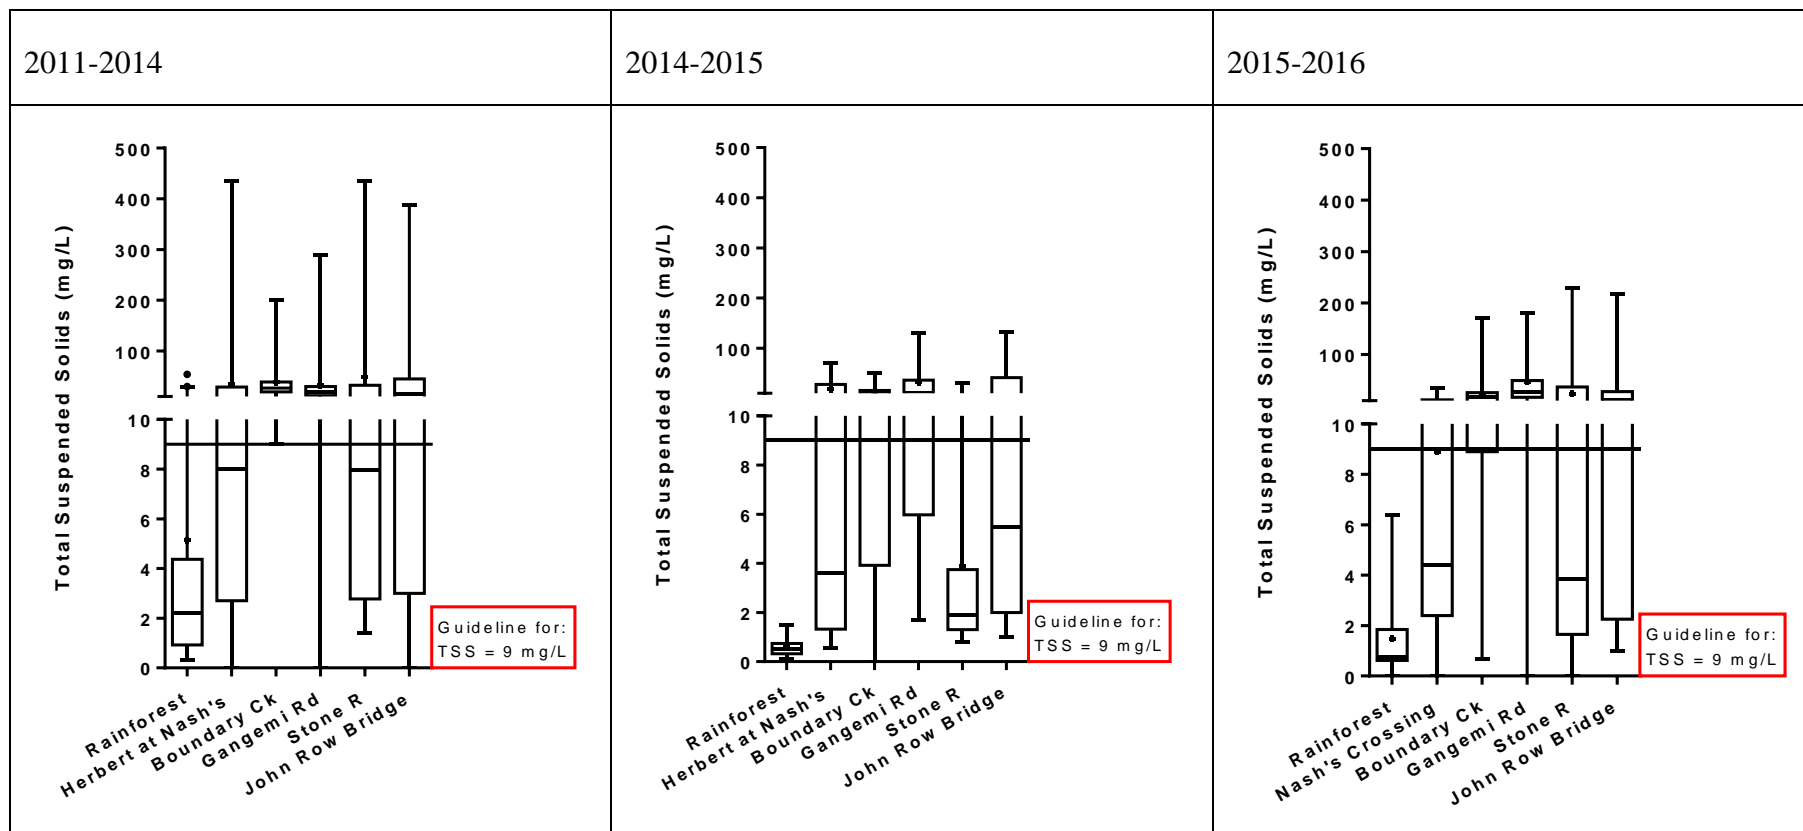 2011-2014
2014-2015
2015-2016
Total Suspended Solids (mg/L)
500
400
300
200
100
10
8
6
4
2
0
Rainforest
Herbert at Nash's
Boundary Ck
Gangemi Rd
Stone R
John Row Bridge
Guideline for:
TSS = 9 mg/L
Total Suspended Solids (mg/L)
500
400
300
200
100
10
8
6
4
2
0
Rainforest
Herbert at Nash's
Boundary Ck
Gangemi Rd
Stone R
John Row Bridge
Guideline for:
TSS = 9 mg/L
Total Suspended Solids (mg/L)
500
400
300
200
100
10
8
6
4
2
0
Rainforest
Nash's Crossing
Boundary Ck
Gangemi Rd
Stone R
John Row Bridge
Guideline for:
TSS = 9 mg/L